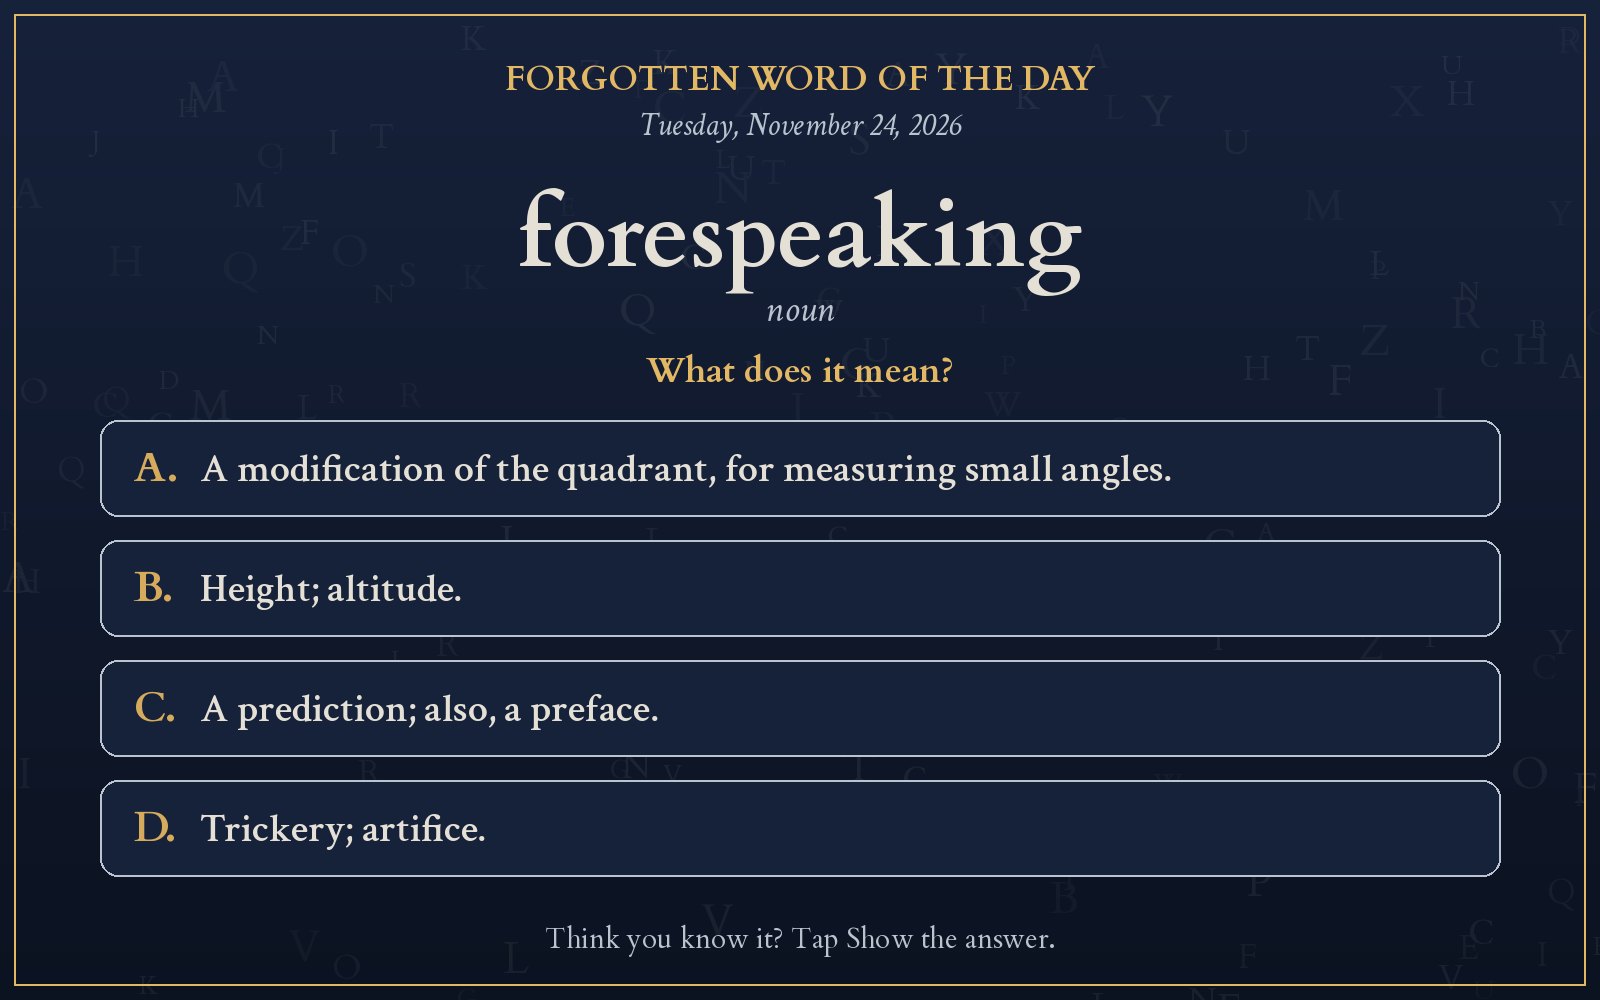 FORGOTTEN WORD OF THE DAY
Tuesday, November 24, 2026
forespeaking
noun
What does it mean?
A. A modification of the quadrant, for measuring small angles.
B. Height; altitude.
C. A prediction; also, a preface.
D. Trickery; artifice.
Think you know it? Tap Show the answer.